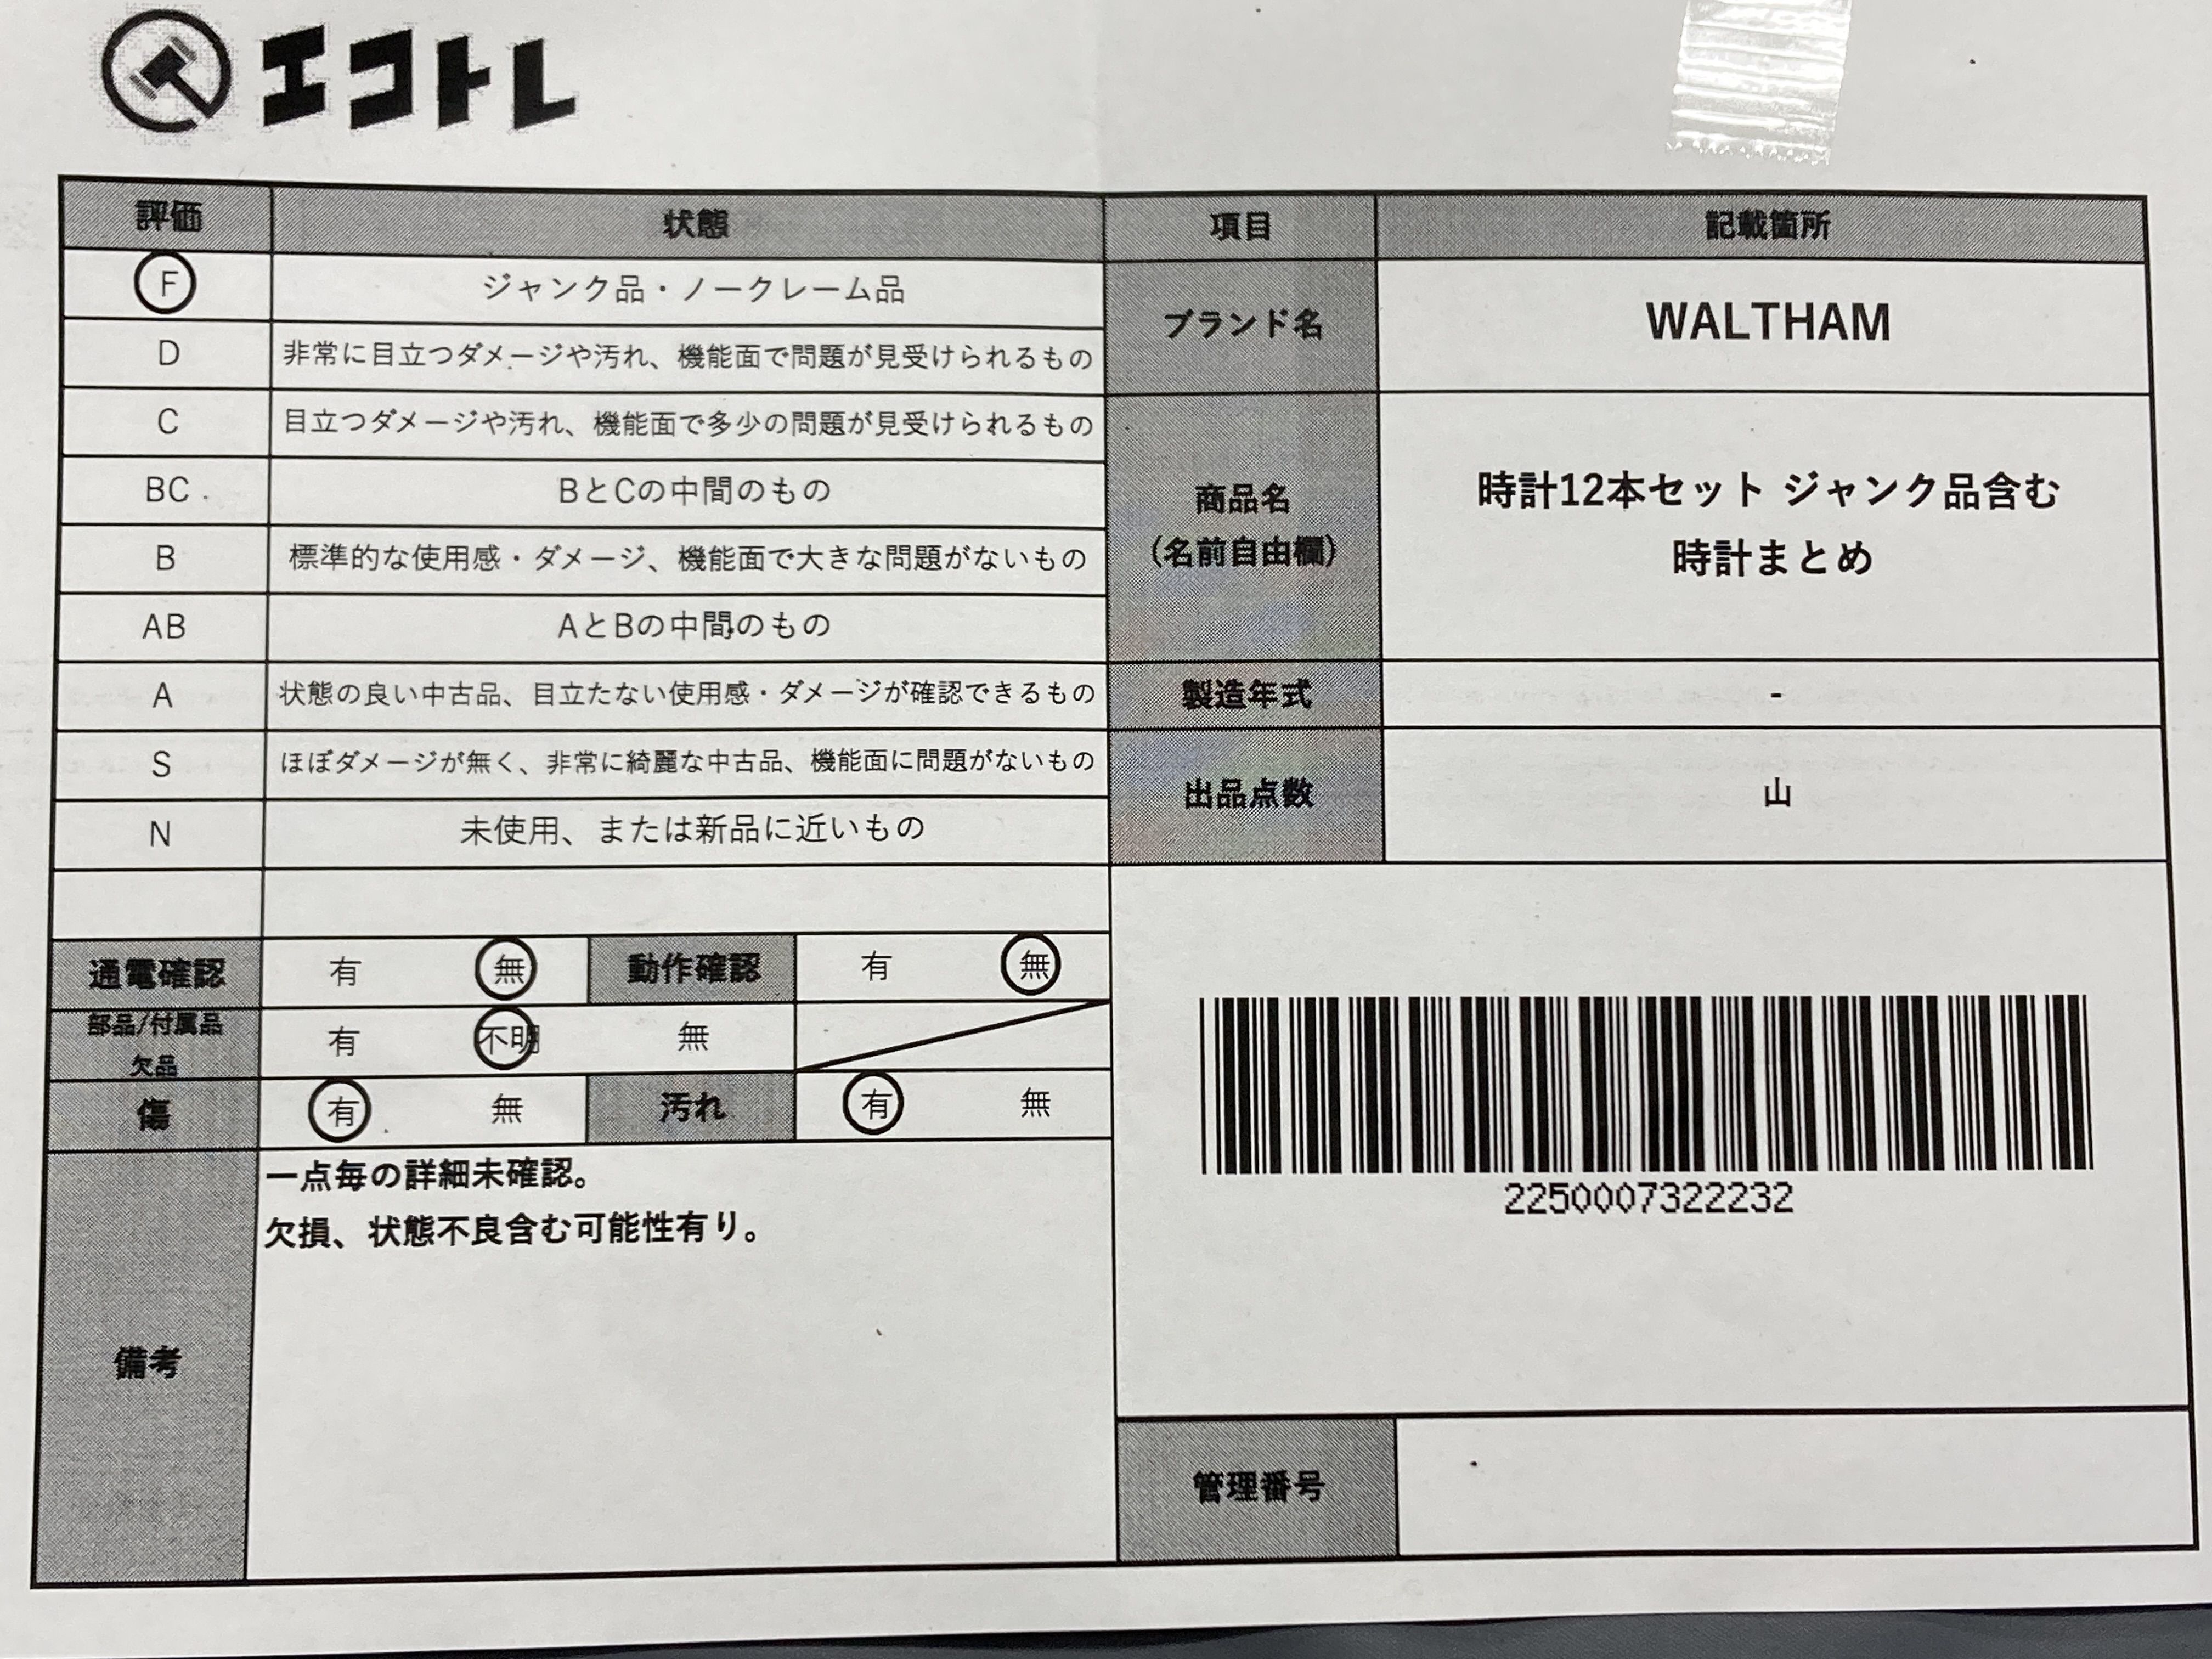 エコトレ
評価 状態
F ジャンク品・ノークレーム品
D 非常に目立つダメージや汚れ、機能面で問題が見受けられるもの
C 目立つダメージや汚れ、機能面で多少の問題が見受けられるもの
BC BとCの中間のもの
B 標準的な使用感・ダメージ、機能面で大きな問題がないもの
AB AとBの中間のもの
A 状態の良い中古品、目立たない使用感・ダメージが確認できるもの
S ほぼダメージが無く、非常に綺麗な中古品、機能面に問題がないもの
N 未使用、または新品に近いもの
通電確認 有 無 動作確認 有 無
部品/付属品
欠品 有 不明 無
傷 有 無 汚れ 有 無
備考
一点毎の詳細未確認。
欠損、状態不良含む可能性有り。
項目 記載箇所
ブランド名 WALTHAM
商品名
(名前自由欄)
時計12本セット ジャンク品含む
時計まとめ
製造年式 -
出品点数 山
2250007322232
管理番号